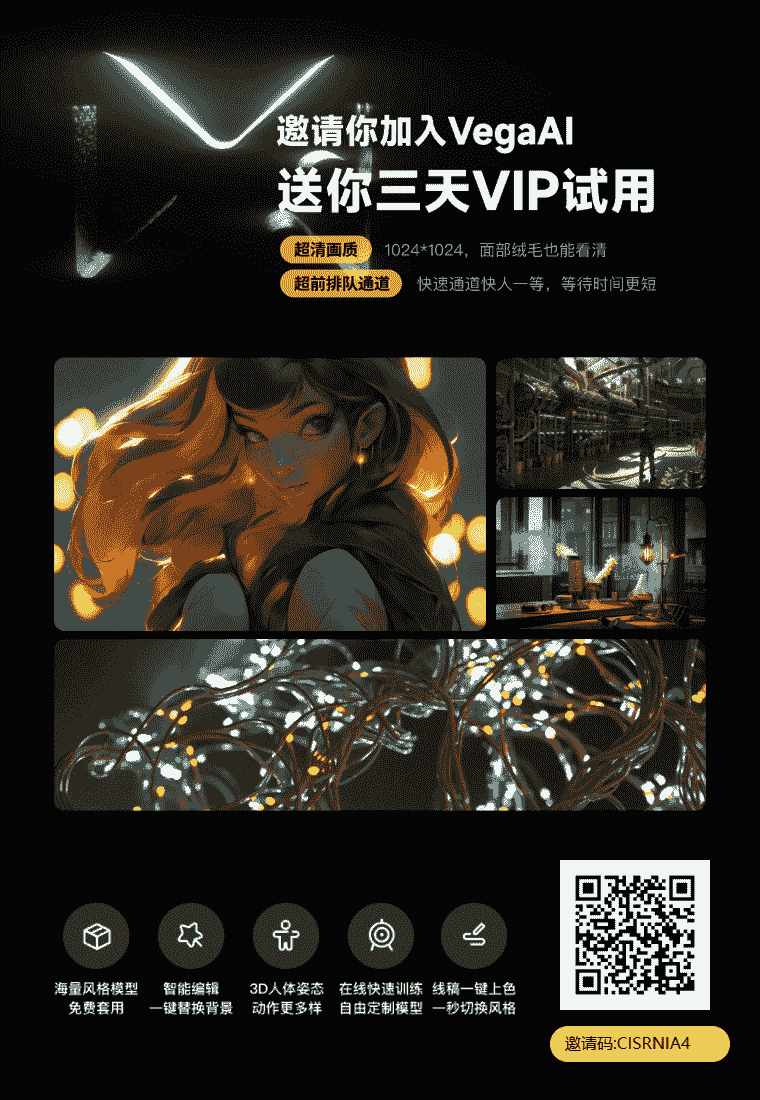 邀请你加入VegaAI
送你三天VIP试用
超清画质 1024*1024，面部绒毛也能看清
超前排队通道 快速通道快人一等，等待时间更短
海量风格模型
免费套用
智能编辑
一键替换背景
3D人体姿态
动作更多样
在线快速训练
自由定制模型
线稿一键上色
一秒切换风格
邀请码:CISRNIA4